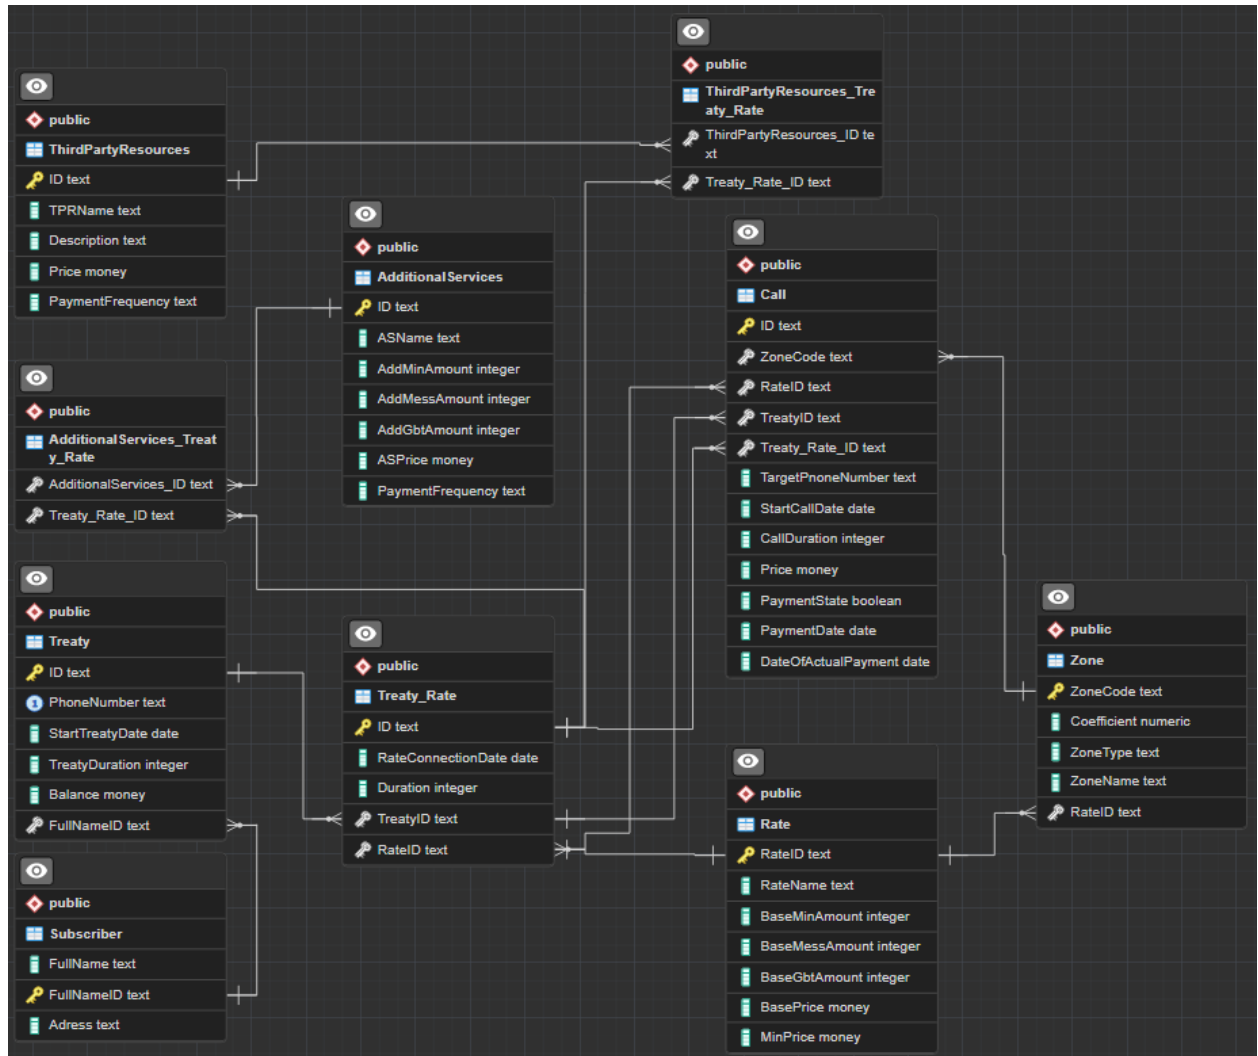 public
ThirdPartyResources
ID text
TPRName text
Description text
Price money
PaymentFrequency text
public
AdditionalServices_Treat
y_Rate
AdditionalServices_ID text
Treaty_Rate_ID text
public
Treaty
ID text
PhoneNumber text
StartTreatyDate date
TreatyDuration integer
Balance money
FullNameID text
public
Subscriber
FullName text
FullNameID text
Adress text
public
AdditionalServices
ID text
ASName text
AddMinAmount integer
AddMessAmount integer
AddGbtAmount integer
ASPrice money
PaymentFrequency text
public
Treaty_Rate
ID text
RateConnectionDate date
Duration integer
TreatyID text
RateID text
public
ThirdPartyResources_Tre
aty_Rate
ThirdPartyResources_ID te
xt
Treaty_Rate_ID text
public
Call
ID text
ZoneCode text
RateID text
TreatyID text
Treaty_Rate_ID text
TargetPnoneNumber text
StartCallDate date
CallDuration integer
Price money
PaymentState boolean
PaymentDate date
DateOfActualPayment date
public
Rate
RateID text
RateName text
BaseMinAmount integer
BaseMessAmount integer
BaseGbtAmount integer
BasePrice money
MinPrice money
public
Zone
ZoneCode text
Coefficient numeric
ZoneType text
ZoneName text
RateID text